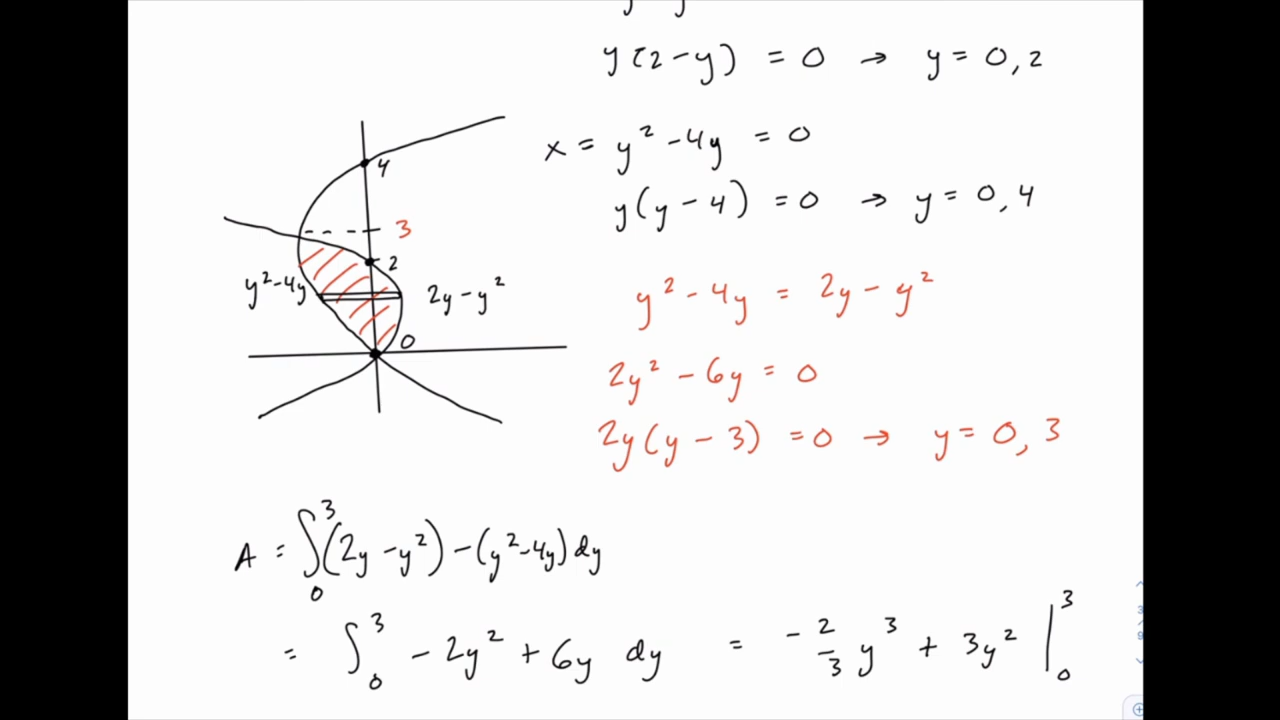 y(2-y) = 0 → y = 0, 2
x = y² - 4y = 0
y(y - 4) = 0 → y = 0, 4
4
3
2
y²-4y
2y - y²
0
y² - 4y = 2y - y²
2y² - 6y = 0
2y(y - 3) = 0 → y = 0, 3
A = ∫₀³ (2y - y²) - (y² - 4y) dy
= ∫₀³ - 2y² + 6y dy = - 2/3 y³ + 3y² |₀³